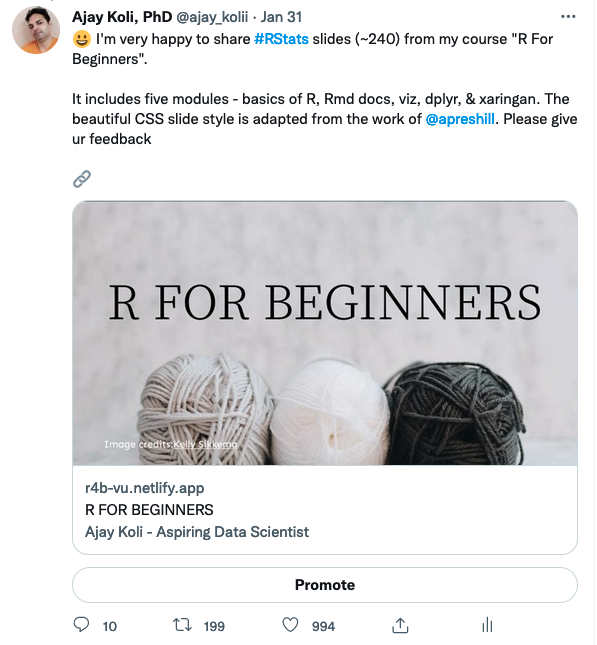 Ajay Koli, PhD @ajay_kolii · Jan 31
😀 I'm very happy to share #RStats slides (~240) from my course "R For
Beginners".
It includes five modules - basics of R, Rmd docs, viz, dplyr, & xaringan. The
beautiful CSS slide style is adapted from the work of @apreshill. Please give
ur feedback
🔗
R FOR BEGINNERS
Image credits:Kelly Sikkema
r4b-vu.netlify.app
R FOR BEGINNERS
Ajay Koli - Aspiring Data Scientist
Promote
10 199 994